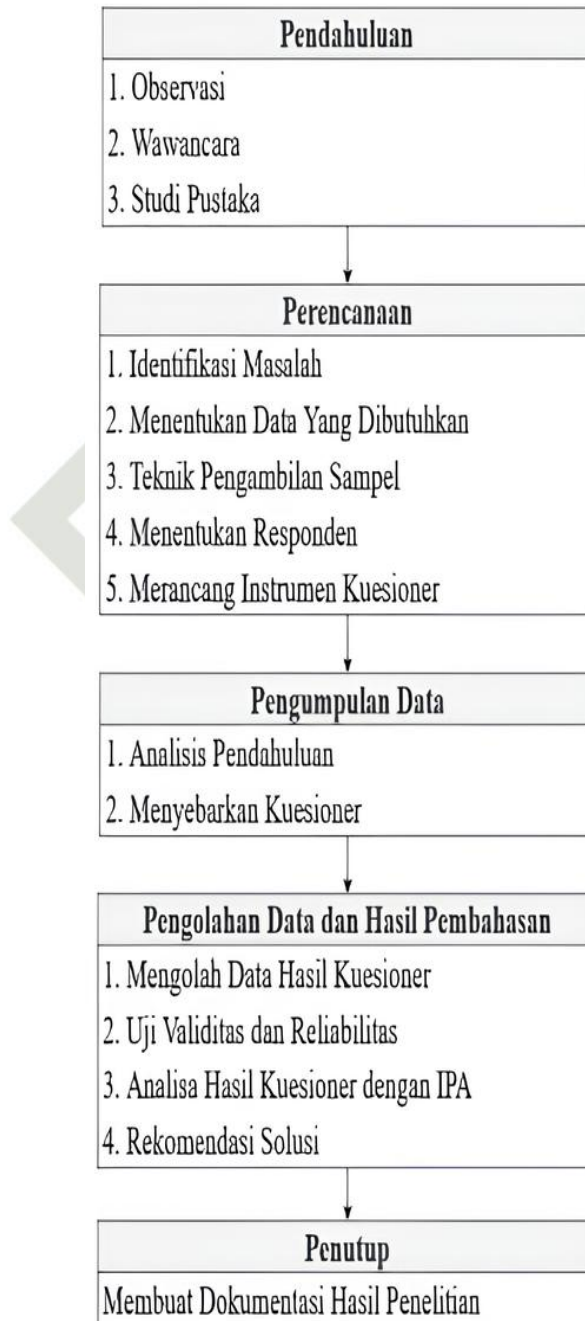 Pendahuluan
1. Observasi
2. Wawancara
3. Studi Pustaka
Perencanaan
1. Identifikasi Masalah
2. Menentukan Data Yang Dibutuhkan
3. Teknik Pengambilan Sampel
4. Menentukan Responden
5. Merancang Instrumen Kuesioner
Pengumpulan Data
1. Analisis Pendahuluan
2. Menyebarkan Kuesioner
Pengolahan Data dan Hasil Pembahasan
1. Mengolah Data Hasil Kuesioner
2. Uji Validitas dan Reliabilitas
3. Analisa Hasil Kuesioner dengan IPA
4. Rekomendasi Solusi
Penutup
Membuat Dokumentasi Hasil Penelitian